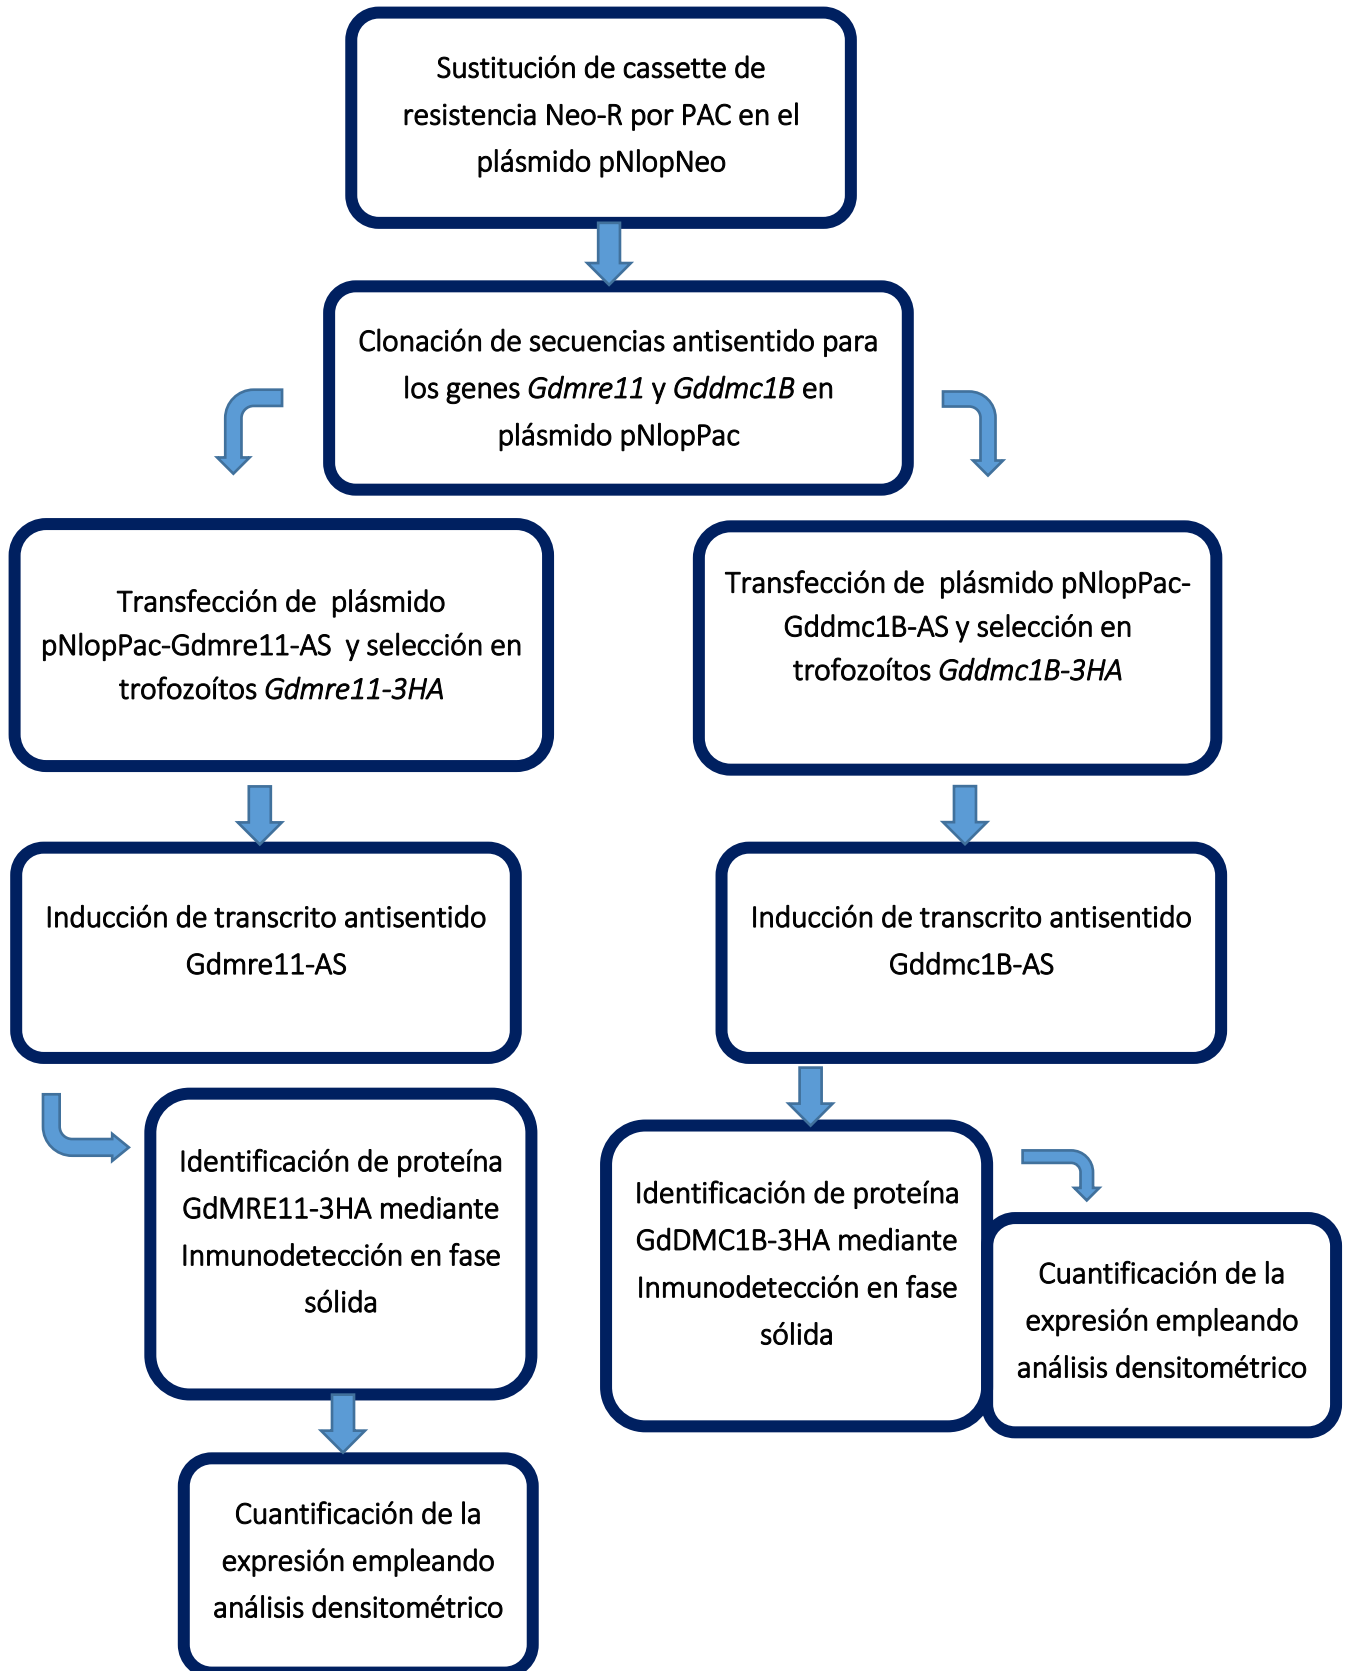 Sustitución de cassette de
resistencia Neo-R por PAC en el
plásmido pNlopNeo
Clonación de secuencias antisentido para
los genes Gdmre11 y Gddmc1B en
plásmido pNlopPac
Transfección de plásmido
pNlopPac-Gdmre11-AS y selección en
trofozoítos Gdmre11-3HA
Transfección de plásmido pNlopPac-
Gddmc1B-AS y selección en
trofozoítos Gddmc1B-3HA
Inducción de transcrito antisentido
Gdmre11-AS
Inducción de transcrito antisentido
Gddmc1B-AS
Identificación de proteína
GdMRE11-3HA mediante
Inmunodetección en fase
sólida
Identificación de proteína
GdDMC1B-3HA mediante
Inmunodetección en fase
sólida
Cuantificación de la
expresión empleando
análisis densitométrico
Cuantificación de la
expresión empleando
análisis densitométrico